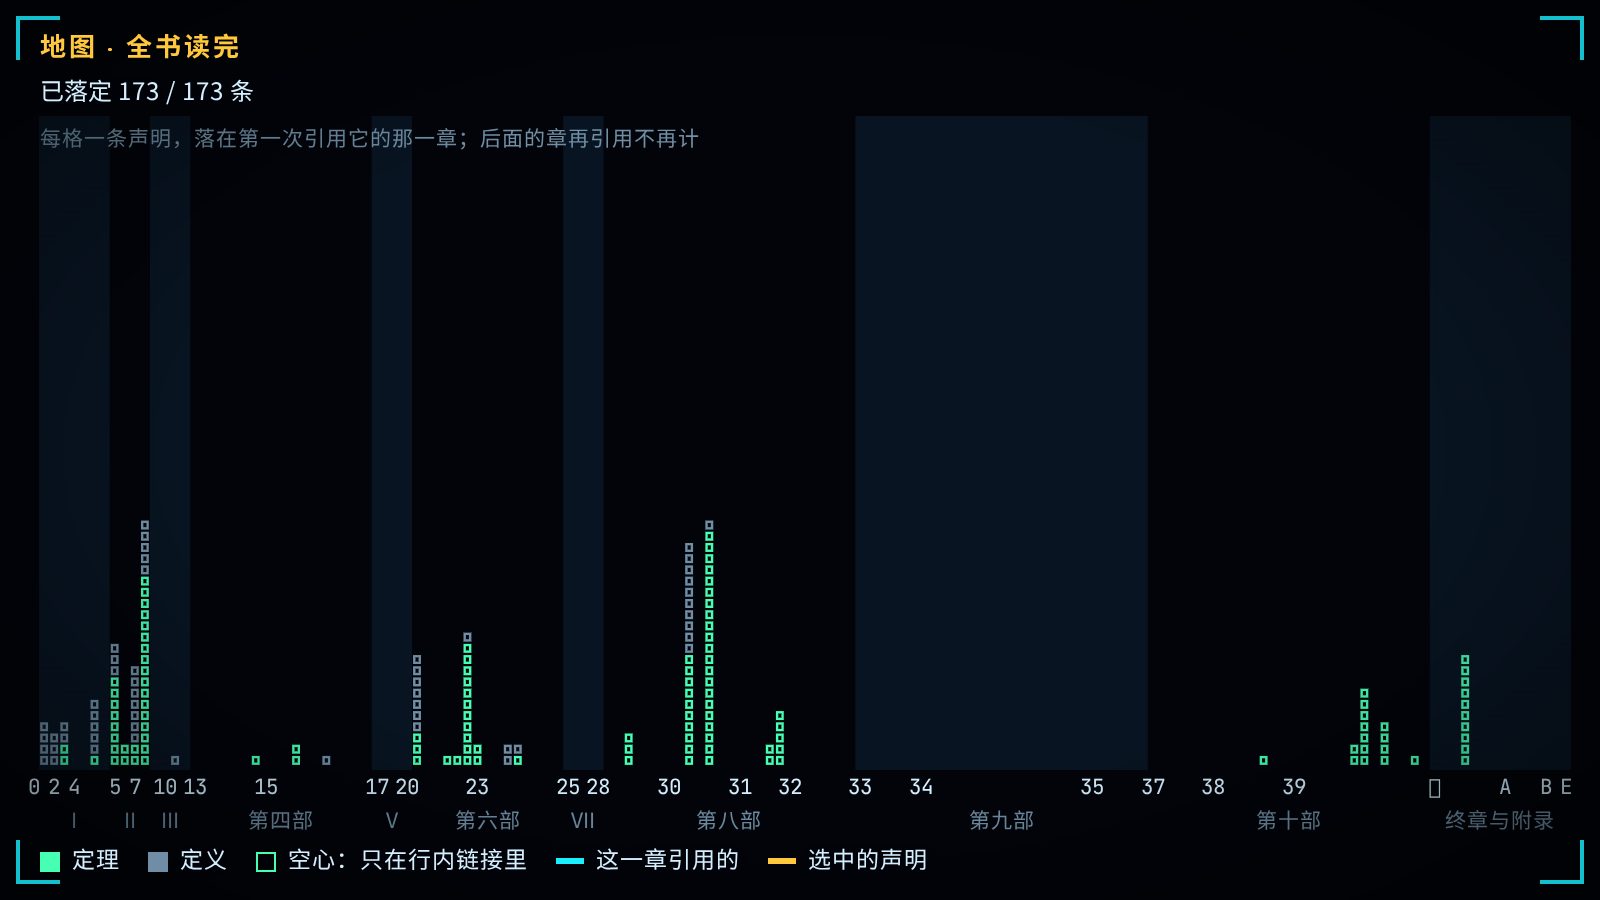 地图 · 全书读完
已落定 173 / 173 条
每格一条声明，落在第一次引用它的那一章；后面的章再引用不再计
0 2 4 5 7 10 13 15 17 20 23 25 28 30 31 32 33 34 35 37 38 39 A B E
I II III 第四部 V 第六部 VII 第八部 第九部 第十部 终章与附录
定理 定义 空心：只在行内链接里 这一章引用的 选中的声明